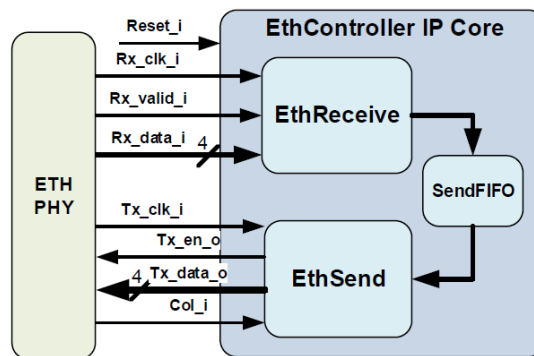 Reset_i
EthController IP Core
Rx_clk_i
Rx_valid_i
EthReceive
Rx_data_i
4
ETH
PHY
SendFIFO
Tx_clk_i
Tx_en_o
EthSend
4
Tx_data_o
Col_i